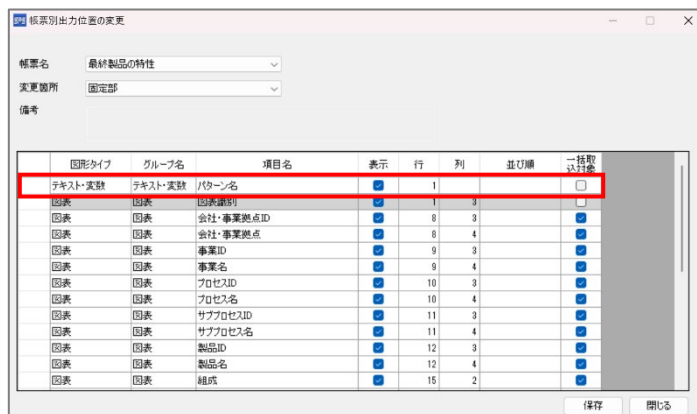 SPS 帳票別出力位置の変更
帳票名 最終製品の特性
変更箇所 固定部
備考
図形タイプ グループ名 項目名 表示 行 列 並び順 一括取込対象
テキスト・変数 テキスト・変数 パターン名 1
図表 図表 図表識別 1 3
図表 図表 会社・事業拠点ID 8 3
図表 図表 会社・事業拠点 8 4
図表 図表 事業ID 9 3
図表 図表 事業名 9 4
図表 図表 プロセスID 10 3
図表 図表 プロセス名 10 4
図表 図表 サブプロセスID 11 3
図表 図表 サブプロセス名 11 4
図表 図表 製品ID 12 3
図表 図表 製品名 12 4
図表 図表 組成 15 2
保存 閉じる